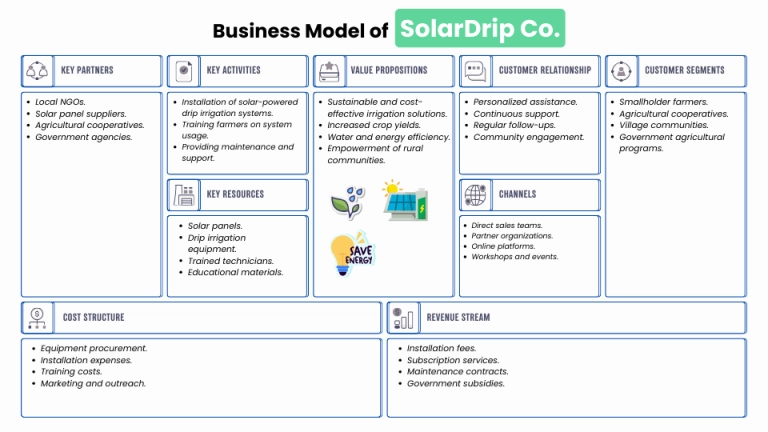 Business Model of SolarDrip Co.
KEY PARTNERS
• Local NGOs.
• Solar panel suppliers.
• Agricultural cooperatives.
• Government agencies.
KEY ACTIVITIES
• Installation of solar-powered
drip irrigation systems.
• Training farmers on system
usage.
• Providing maintenance and
support.
KEY RESOURCES
• Solar panels.
• Drip irrigation
equipment.
• Trained technicians.
• Educational materials.
VALUE PROPOSITIONS
• Sustainable and cost-
effective irrigation solutions.
• Increased crop yields.
• Water and energy efficiency.
• Empowerment of rural
communities.
SAVE
ENERGY
CUSTOMER RELATIONSHIP
• Personalized assistance.
• Continuous support.
• Regular follow-ups.
• Community engagement.
CHANNELS
• Direct sales teams.
• Partner organizations.
• Online platforms.
• Workshops and events.
CUSTOMER SEGMENTS
• Smallholder farmers.
• Agricultural cooperatives.
• Village communities.
• Government agricultural
programs.
COST STRUCTURE
• Equipment procurement.
• Installation expenses.
• Training costs.
• Marketing and outreach.
REVENUE STREAM
• Installation fees.
• Subscription services.
• Maintenance contracts.
• Government subsidies.